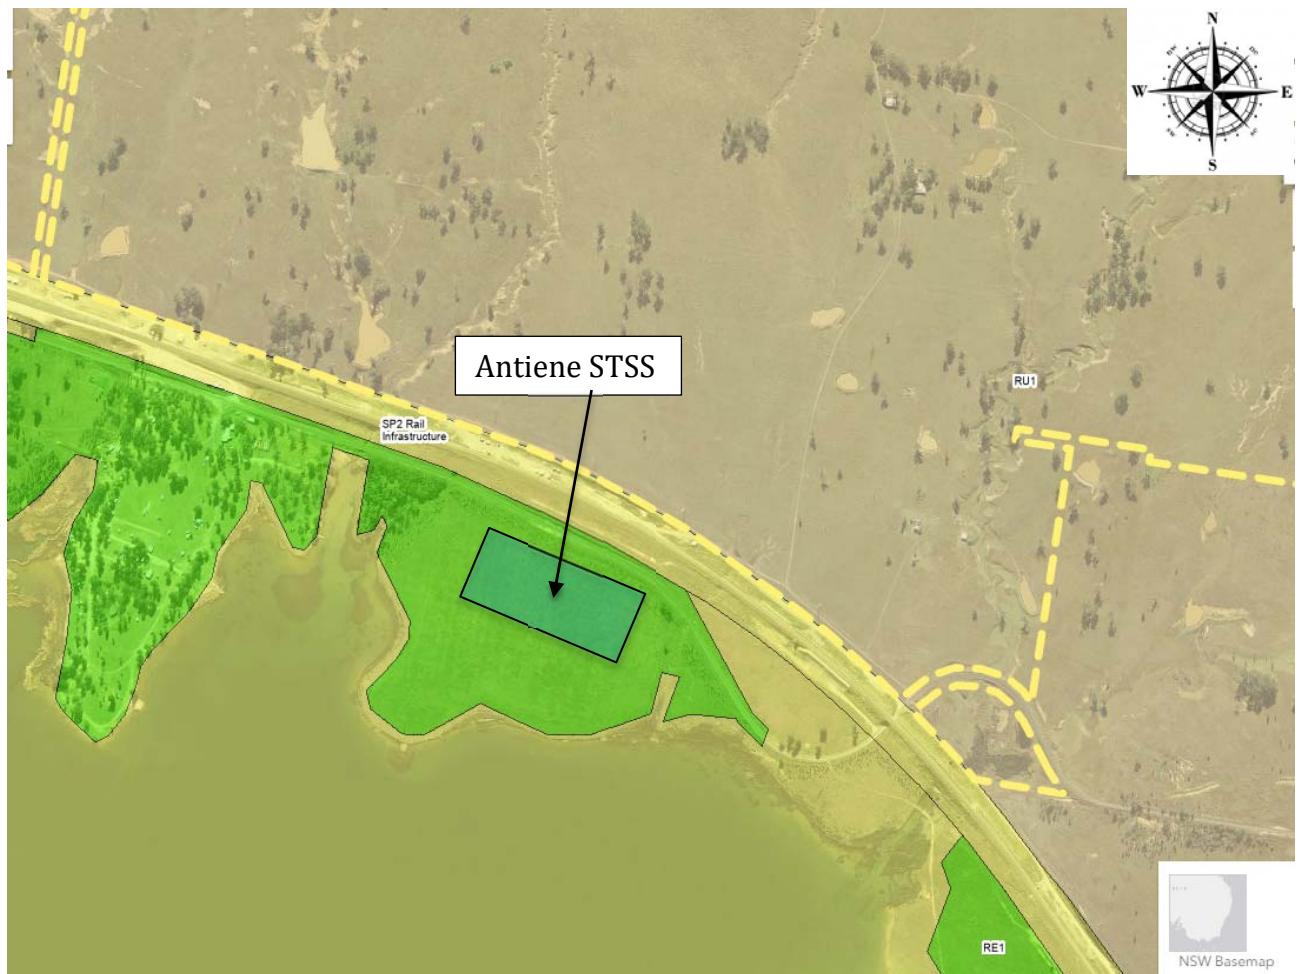 N
W
E
S
Antiene STSS
RU1
SP2 Rail
Infrastructure
RE1
NSW Basemap